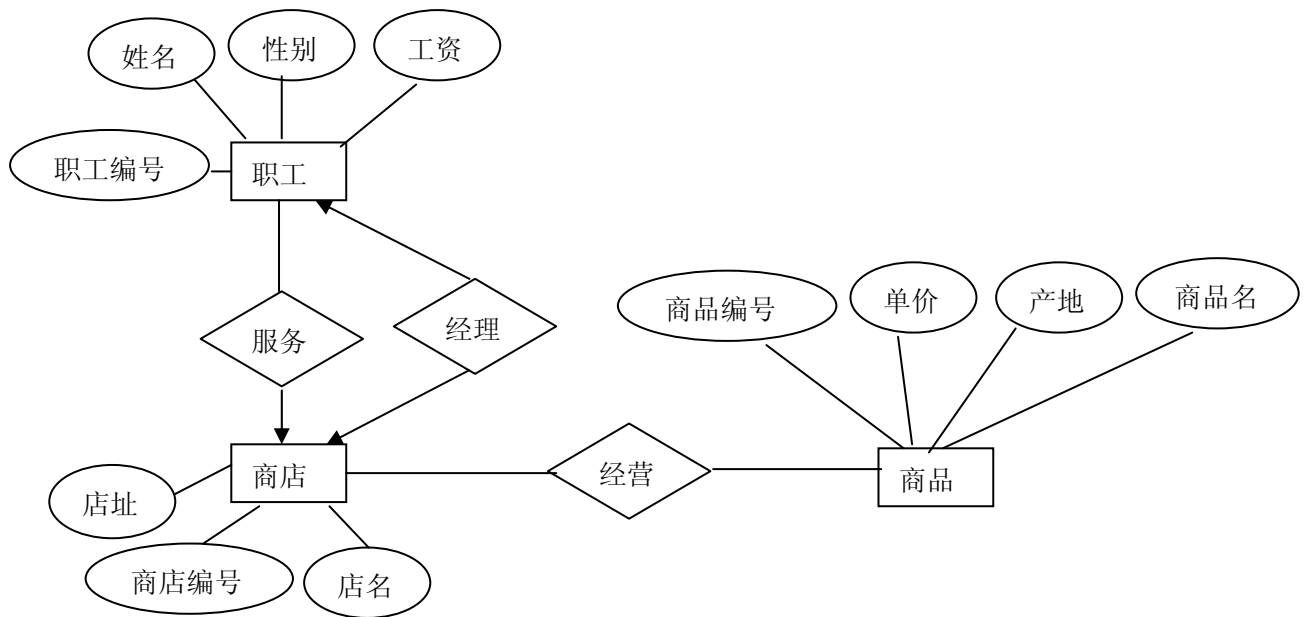 姓名
性别
工资
职工编号
职工
服务
经理
商品编号
单价
产地
商品名
商店
经营
商品
店址
商店编号
店名